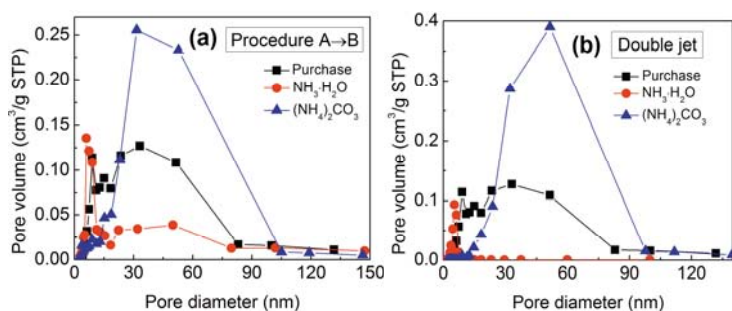 (a) Procedure A→B
Purchase
NH₃·H₂O
(NH₄)₂CO₃
Pore volume (cm³/g STP)
0.25
0.20
0.15
0.10
0.05
0.00
0 30 60 90 120 150
Pore diameter (nm)
(b) Double jet
Purchase
NH₃·H₂O
(NH₄)₂CO₃
Pore volume (cm³/g STP)
0.4
0.3
0.2
0.1
0.0
0 30 60 90 120
Pore diameter (nm)